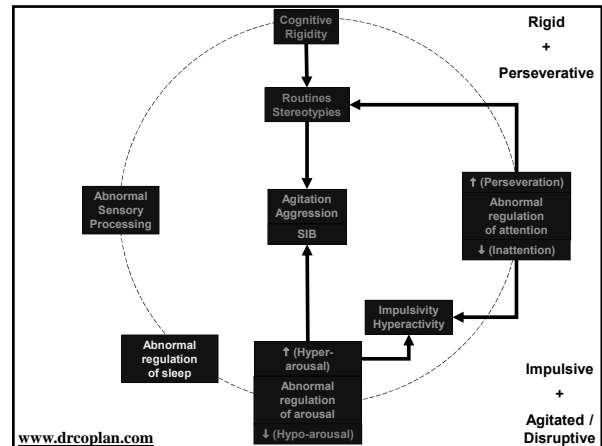 Cognitive
Rigidity
Rigid
+
Perseverative
Routines
Stereotypies
↑ (Perseveration)
Abnormal
regulation
of attention
↓ (Inattention)
Abnormal
Sensory
Processing
Agitation
Aggression
SIB
Impulsivity
Hyperactivity
Abnormal
regulation
of sleep
↑ (Hyper-
arousal)
Abnormal
regulation
of arousal
↓ (Hypo-arousal)
Impulsive
+
Agitated /
Disruptive
www.drcoplan.com